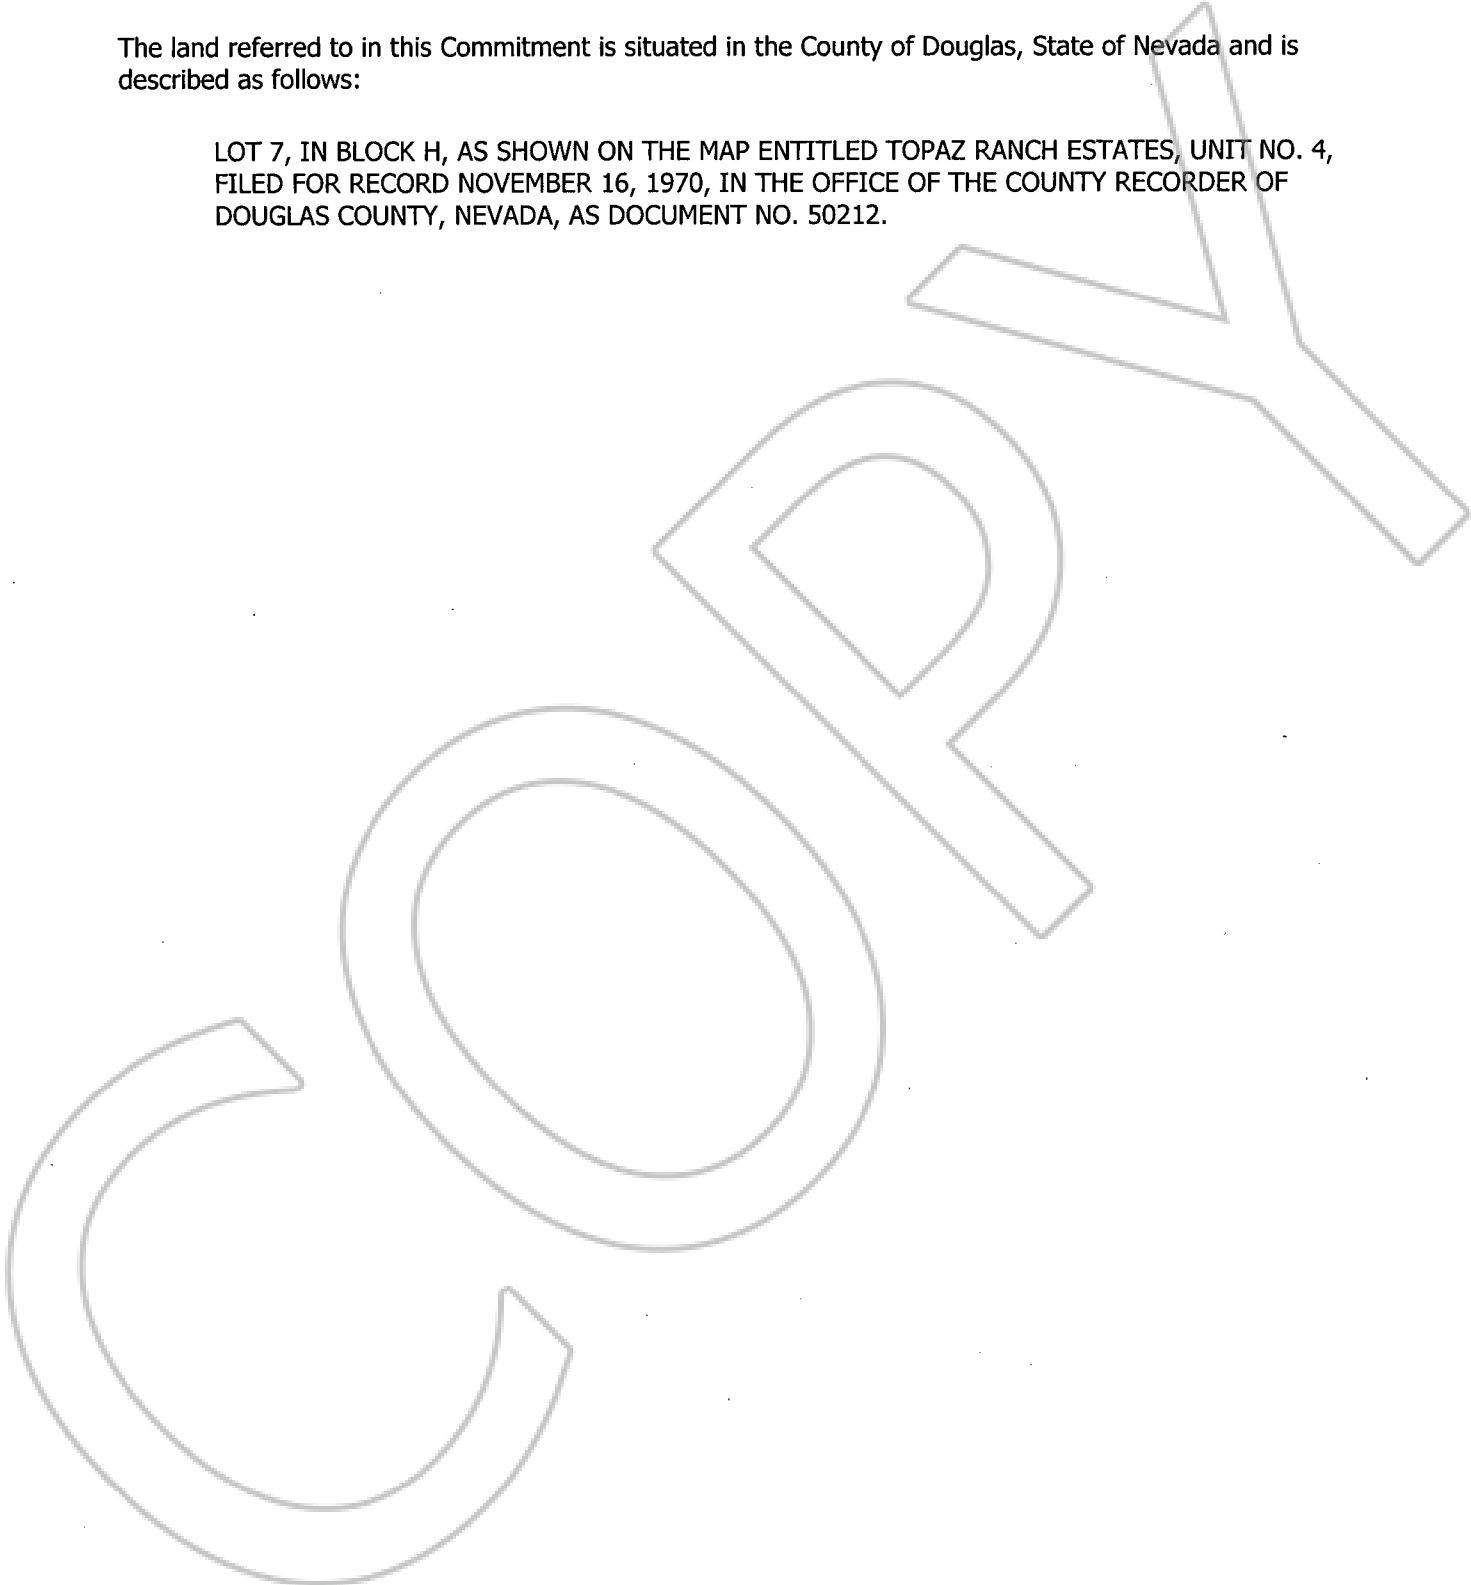 The land referred to in this Commitment is situated in the County of Douglas, State of Nevada and is
described as follows:
LOT 7, IN BLOCK H, AS SHOWN ON THE MAP ENTITLED TOPAZ RANCH ESTATES, UNIT NO. 4,
FILED FOR RECORD NOVEMBER 16, 1970, IN THE OFFICE OF THE COUNTY RECORDER OF
DOUGLAS COUNTY, NEVADA, AS DOCUMENT NO. 50212.
COPY